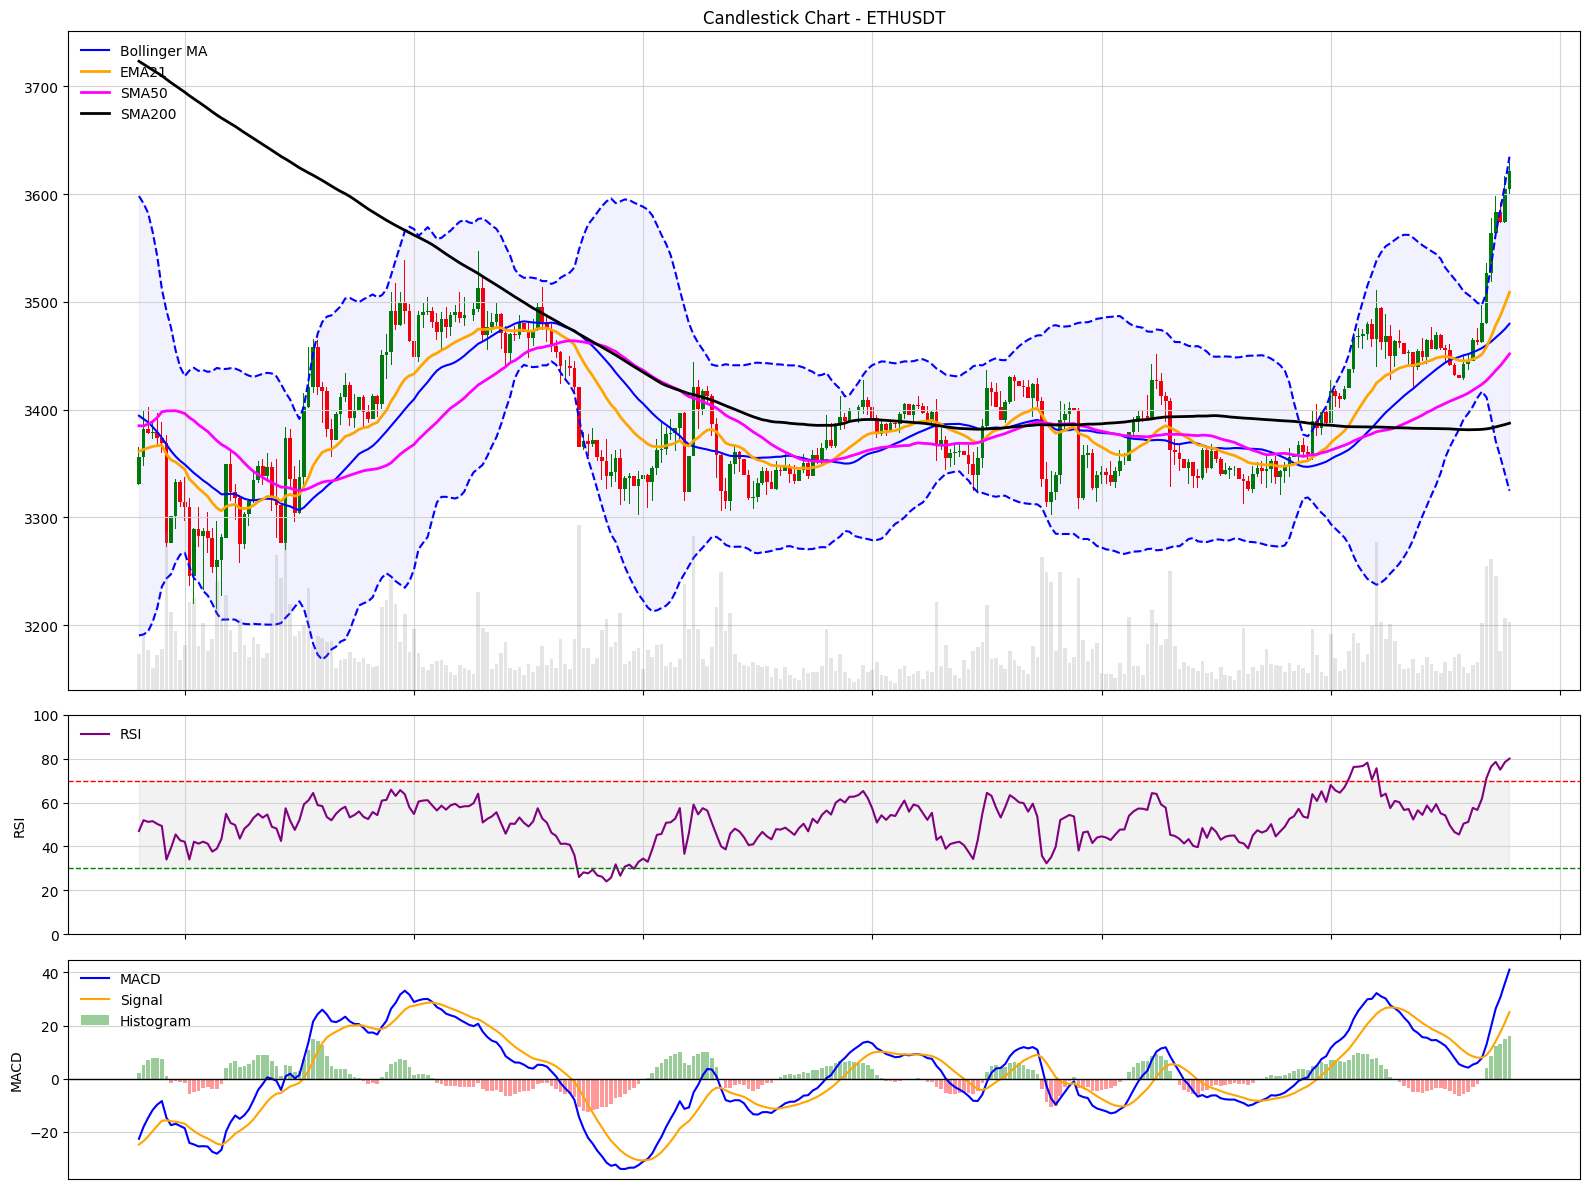 Candlestick Chart - ETHUSDT
Bollinger MA
EMA21
SMA50
SMA200
3700
3600
3500
3400
3300
3200
RSI
100
80
60
40
20
0
RSI
MACD
Signal
Histogram
40
20
0
−20
MACD